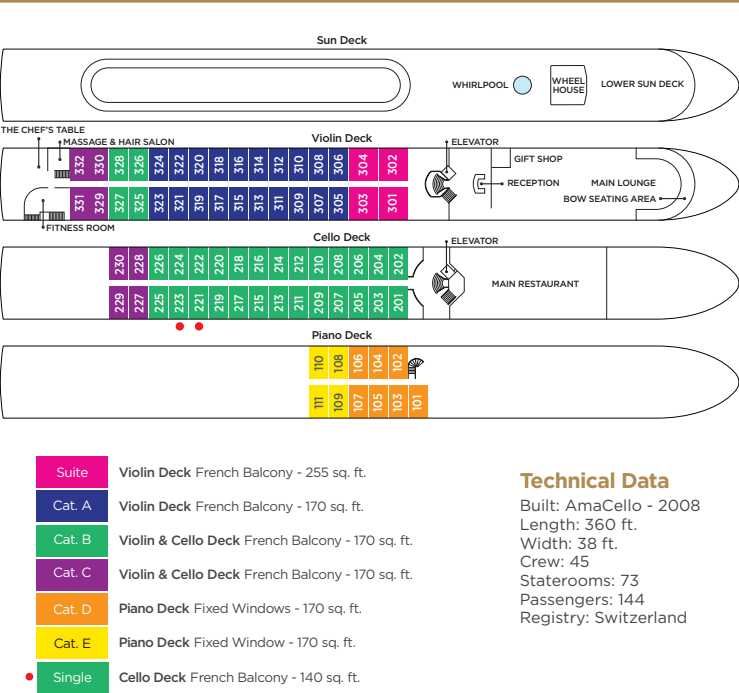 Sun Deck
WHIRLPOOL
WHEEL
HOUSE
LOWER SUN DECK
THE CHEF'S TABLE
MASSAGE & HAIR SALON
Violin Deck
ELEVATOR
332 330 328 326 324 322 320 318 316 314 312 310 308 306 304 302
GIFT SHOP
RECEPTION
MAIN LOUNGE
BOW SEATING AREA
331 329 327 325 323 321 319 317 315 313 311 309 307 305 303 301
FITNESS ROOM
Cello Deck
ELEVATOR
230 228 226 224 222 220 218 216 214 212 210 208 206 204 202
MAIN RESTAURANT
229 227 225 223 221 219 217 215 213 211 209 207 205 203 201
Piano Deck
110 108 106 104 102
111 109 107 105 103 101
Suite Violin Deck French Balcony - 255 sq. ft.
Cat. A Violin Deck French Balcony - 170 sq. ft.
Cat. B Violin & Cello Deck French Balcony - 170 sq. ft.
Cat. C Violin & Cello Deck French Balcony - 170 sq. ft.
Cat. D Piano Deck Fixed Windows - 170 sq. ft.
Cat. E Piano Deck Fixed Window - 170 sq. ft.
Single Cello Deck French Balcony - 140 sq. ft.
Technical Data
Built: AmaCello - 2008
Length: 360 ft.
Width: 38 ft.
Crew: 45
Staterooms: 73
Passengers: 144
Registry: Switzerland